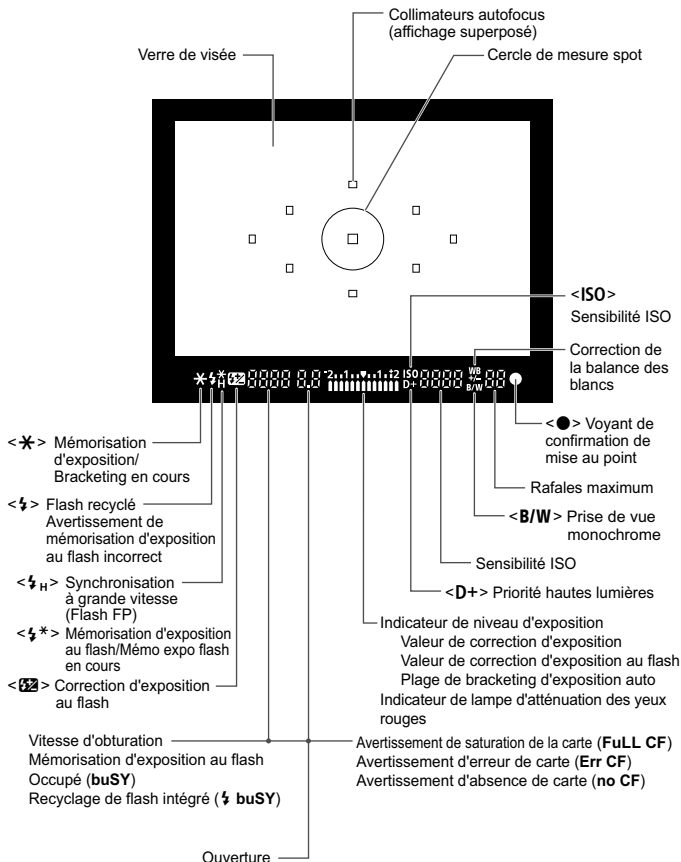 Collimateurs autofocus
(affichage superposé)
Verre de visée
Cercle de mesure spot
<ISO>
Sensibilité ISO
Correction de
la balance des
blancs
-2..1..▼..1..+2 ISO
D+
WB
+/-
B/W
<●> Voyant de
confirmation de
mise au point
Rafales maximum
<B/W> Prise de vue
monochrome
Sensibilité ISO
<D+> Priorité hautes lumières
<✱> Mémorisation
d'exposition/
Bracketing en cours
<⚡> Flash recyclé
Avertissement de
mémorisation d'exposition
au flash incorrect
<⚡H> Synchronisation
à grande vitesse
(Flash FP)
<⚡*> Mémorisation d'exposition
au flash/Mémo expo flash
en cours
Correction d'exposition
au flash
Indicateur de niveau d'exposition
Valeur de correction d'exposition
Valeur de correction d'exposition au flash
Plage de bracketing d'exposition auto
Indicateur de lampe d'atténuation des yeux
rouges
Vitesse d'obturation
Mémorisation d'exposition au flash
Occupé (buSY)
Recyclage de flash intégré (⚡ buSY)
Avertissement de saturation de la carte (FuLL CF)
Avertissement d'erreur de carte (Err CF)
Avertissement d'absence de carte (no CF)
Ouverture